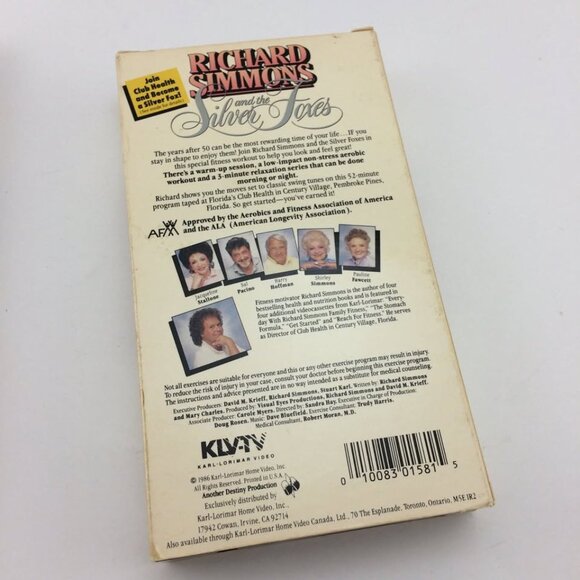 RICHARD
SIMMONS
and the
Silver Foxes
Join
Club Health
and Become
a Silver Fox!
(See inside for details)
The years after 50 can be the most rewarding time of your life....IF you
stay in shape to enjoy them! Join Richard Simmons and the Silver Foxes in
this special fitness workout to help you look and feel great!
There's a warm-up session, a low-impact non-stress aerobic
workout and a 3-minute relaxation series that can be done
morning or night.
Richard shows you the moves set to classic swing tunes on this 52-minute
program taped at Florida's Club Health in Century Village, Pembroke Pines,
Florida. So get started—you've earned it!
AFAA
Approved by the Aerobics and Fitness Association of America
and the ALA (American Longevity Association).
Jacqueline
Stallone
Sal
Pacino
Harry
Hoffman
Shirley
Simmons
Pauline
Fawcett
Fitness motivator Richard Simmons is the author of four
bestselling health and nutrition books and is featured in
four additional videocassettes from Karl-Lorimar. "Every-
day With Richard Simmons Family Fitness," "The Stomach
Formula," "Get Started" and "Reach For Fitness." He serves
as Director of Club Health in Century Village, Florida.
Not all exercises are suitable for everyone and this or any other exercise program may result in injury.
To reduce the risk of injury in your case, consult your doctor before beginning this exercise program.
The instructions and advice presented are in no way intended as a substitute for medical counseling.
Executive Producers: David M. Krieff, Richard Simmons, Stuart Karl. Written by: Richard Simmons
and Mary Charles. Produced by Visual Eyes Productions, Richard Simmons and David M. Krieff.
Associate Producer: Carole Myers. Directed by: Sandra Hay. Executive in Charge of Production:
Doug Rosen. Music: Dave Bluefield. Exercise Consultant: Trudy Harris.
Medical Consultant, Robert Moran, M.D.
KLV-TV
KARL·LORIMAR VIDEO
© 1986 Karl-Lorimar Home Video, Inc.
All Rights Reserved. Printed in U.S.A.
Another Destiny Production
Exclusively distributed by
Karl-Lorimar Home Video, Inc.
17942 Cowan, Irvine, CA 92714
Also available through Karl-Lorimar Home Video Canada, Ltd., 70 The Esplanade, Toronto, Ontario, M5E IR2
0 10083 01581 5